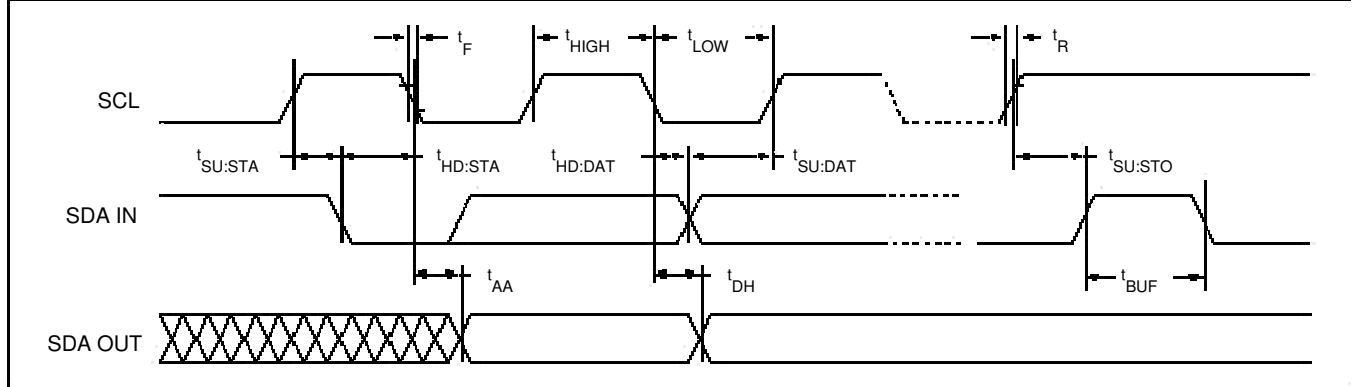 tF tHIGH tLOW tR
SCL
tSU:STA tHD:STA tHD:DAT tSU:DAT tSU:STO
SDA IN
tAA tDH tBUF
SDA OUT